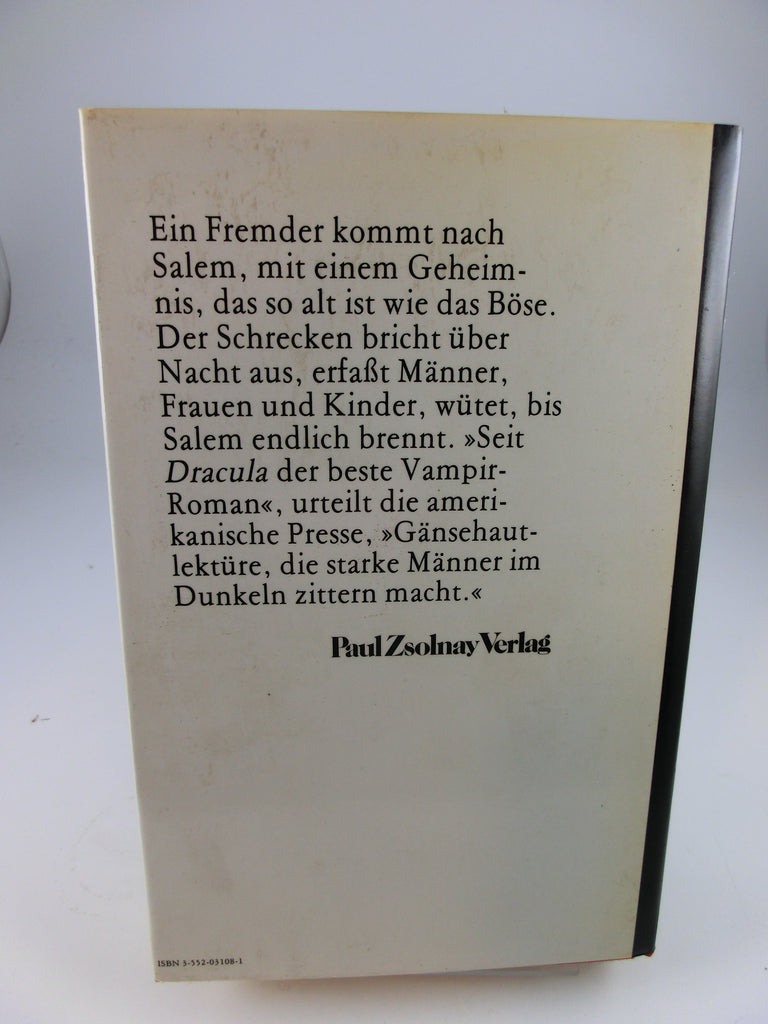 Ein Fremder kommt nach
Salem, mit einem Geheim-
nis, das so alt ist wie das Böse.
Der Schrecken bricht über
Nacht aus, erfaßt Männer,
Frauen und Kinder, wütet, bis
Salem endlich brennt. »Seit
Dracula der beste Vampir-
Roman«, urteilt die ameri-
kanische Presse, »Gänsehaut-
lektüre, die starke Männer im
Dunkeln zittern macht.«
Paul Zsolnay Verlag
ISBN 3-552-03108-1